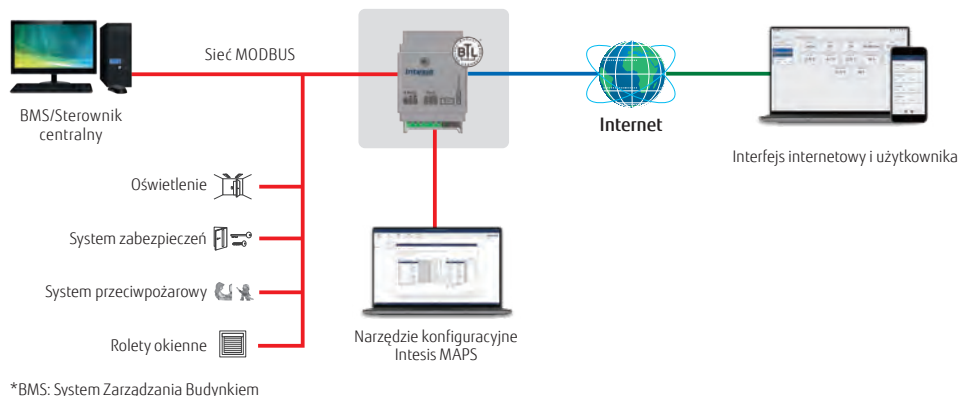 Sieć MODBUS
BTL
intesis
BMS/Sterownik
centralny
Internet
Interfejs internetowy i użytkownika
Oświetlenie
System zabezpieczeń
System przeciwpożarowy
Rolety okienne
Narzędzie konfiguracyjne
Intesis MAPS
*BMS: System Zarządzania Budynkiem